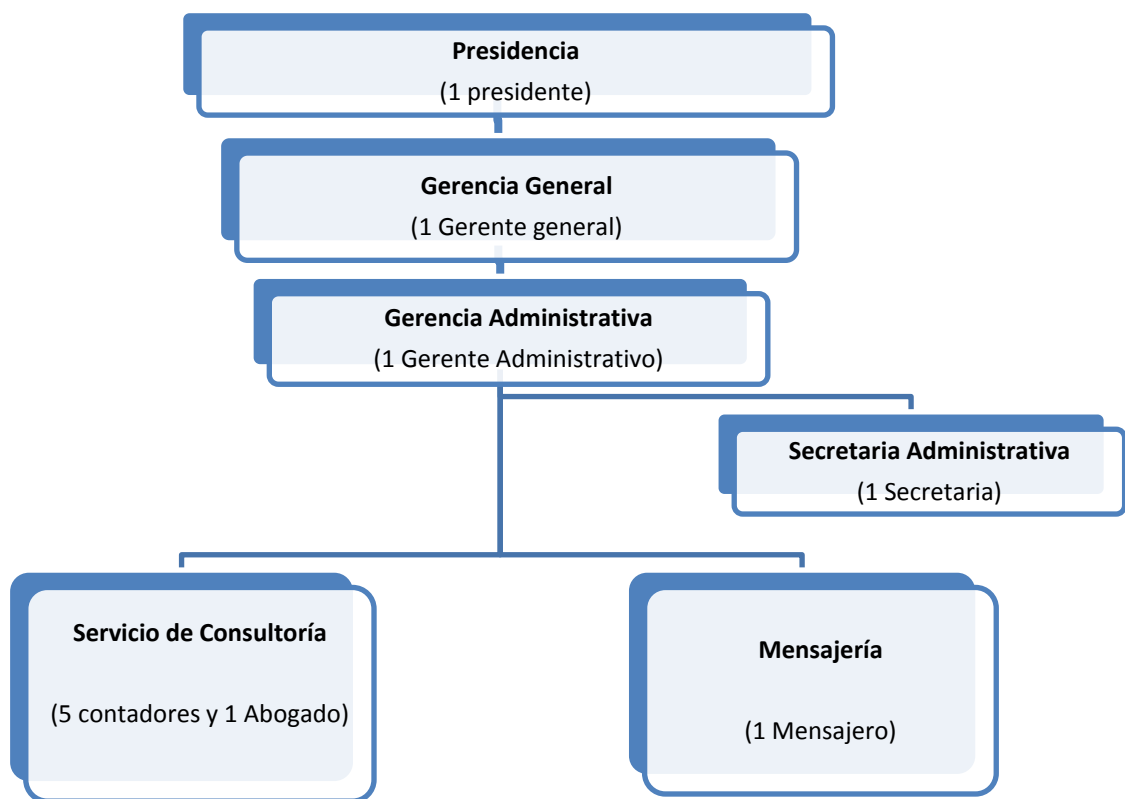 Presidencia
(1 presidente)
Gerencia General
(1 Gerente general)
Gerencia Administrativa
(1 Gerente Administrativo)
Secretaria Administrativa
(1 Secretaria)
Servicio de Consultoría
(5 contadores y 1 Abogado)
Mensajería
(1 Mensajero)